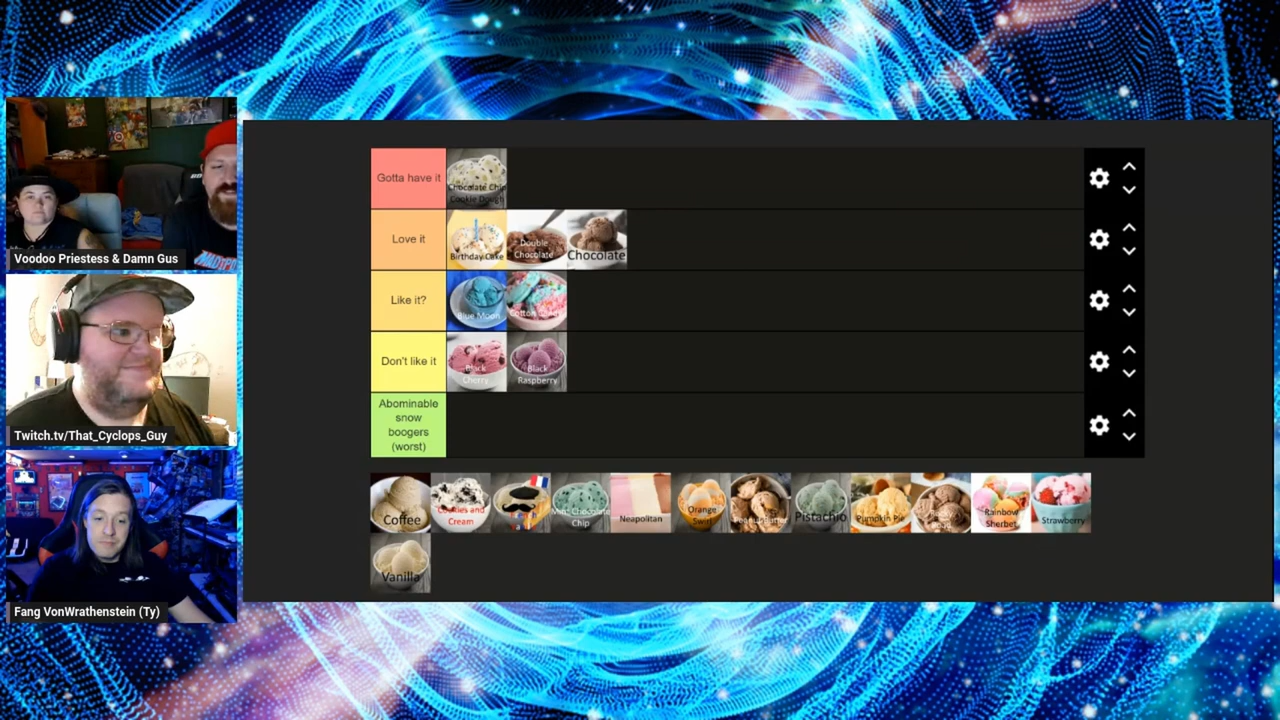 Voodoo Priestess & Damn Gus
Twitch.tv/That_Cyclops_Guy
Fang VonWrathenstein (Ty)
Gotta have it
Chocolate Chip
Cookie Dough
Love it
Birthday Cake
Double
Chocolate
Chocolate
Like it?
Blue Moon
Cotton
Don't like it
Black
Cherry
Black
Raspberry
Abominable
snow
boogers
(worst)
Coffee
Cookies and
Cream
Mint Chocolate
Chip
Neapolitan
Orange
Swirl
Pistachio
Pumpkin Pie
Rainbow
Sherbet
Strawberry
Vanilla